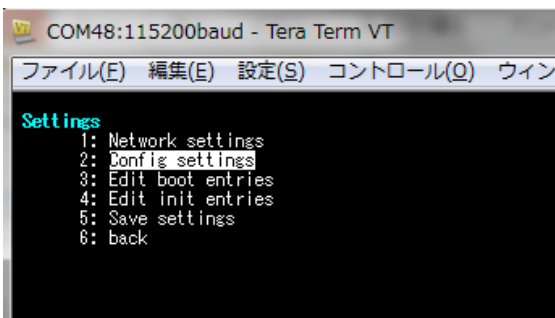 COM48:115200baud - Tera Term VT
ファイル(F) 編集(E) 設定(S) コントロール(O) ウィン
Settings
1: Network settings
2: Config settings
3: Edit boot entries
4: Edit init entries
5: Save settings
6: back